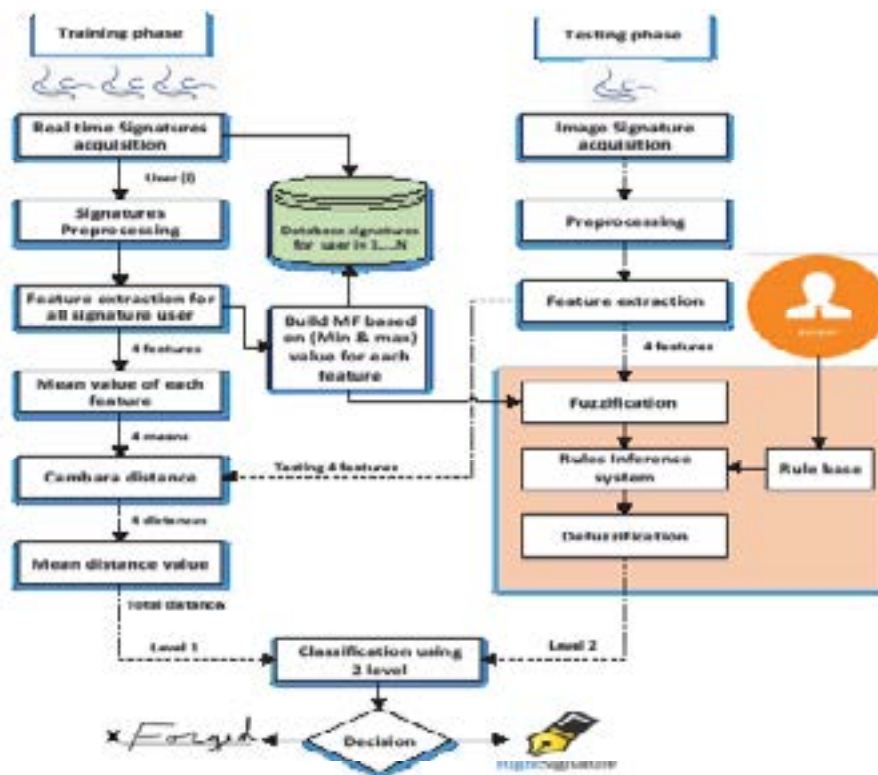 Training phase
Testing phase
Real time Signatures
acquisition
Image Signature
acquisition
User (i)
Signatures
Preprocessing
Database signatures
for user is 1....N
Preprocessing
Feature extraction for
all signature user
Build MF based
on (Min & max)
value for each
feature
Feature extraction
4 features
4 features
Mean value of each
feature
Fuzzification
4 means
Cambara distance
Testing 4 features
Rules Inference
system
Rule base
4 distances
Defuzzification
Mean distance value
Total distance
Level 1
Classification using
2 level
Level 2
x Forged
Decision
Signature